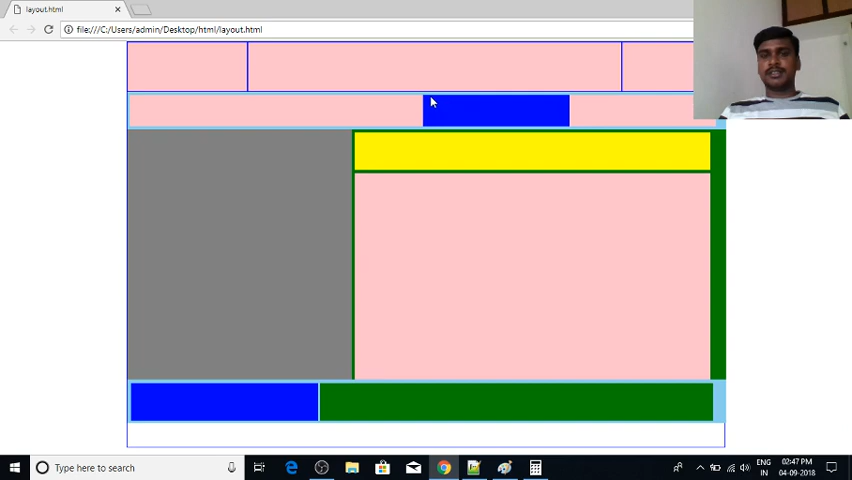 layout.html
file:///C:/Users/admin/Desktop/html/layout.html
Type here to search
ENG
IN
02:47 PM
04-09-2018